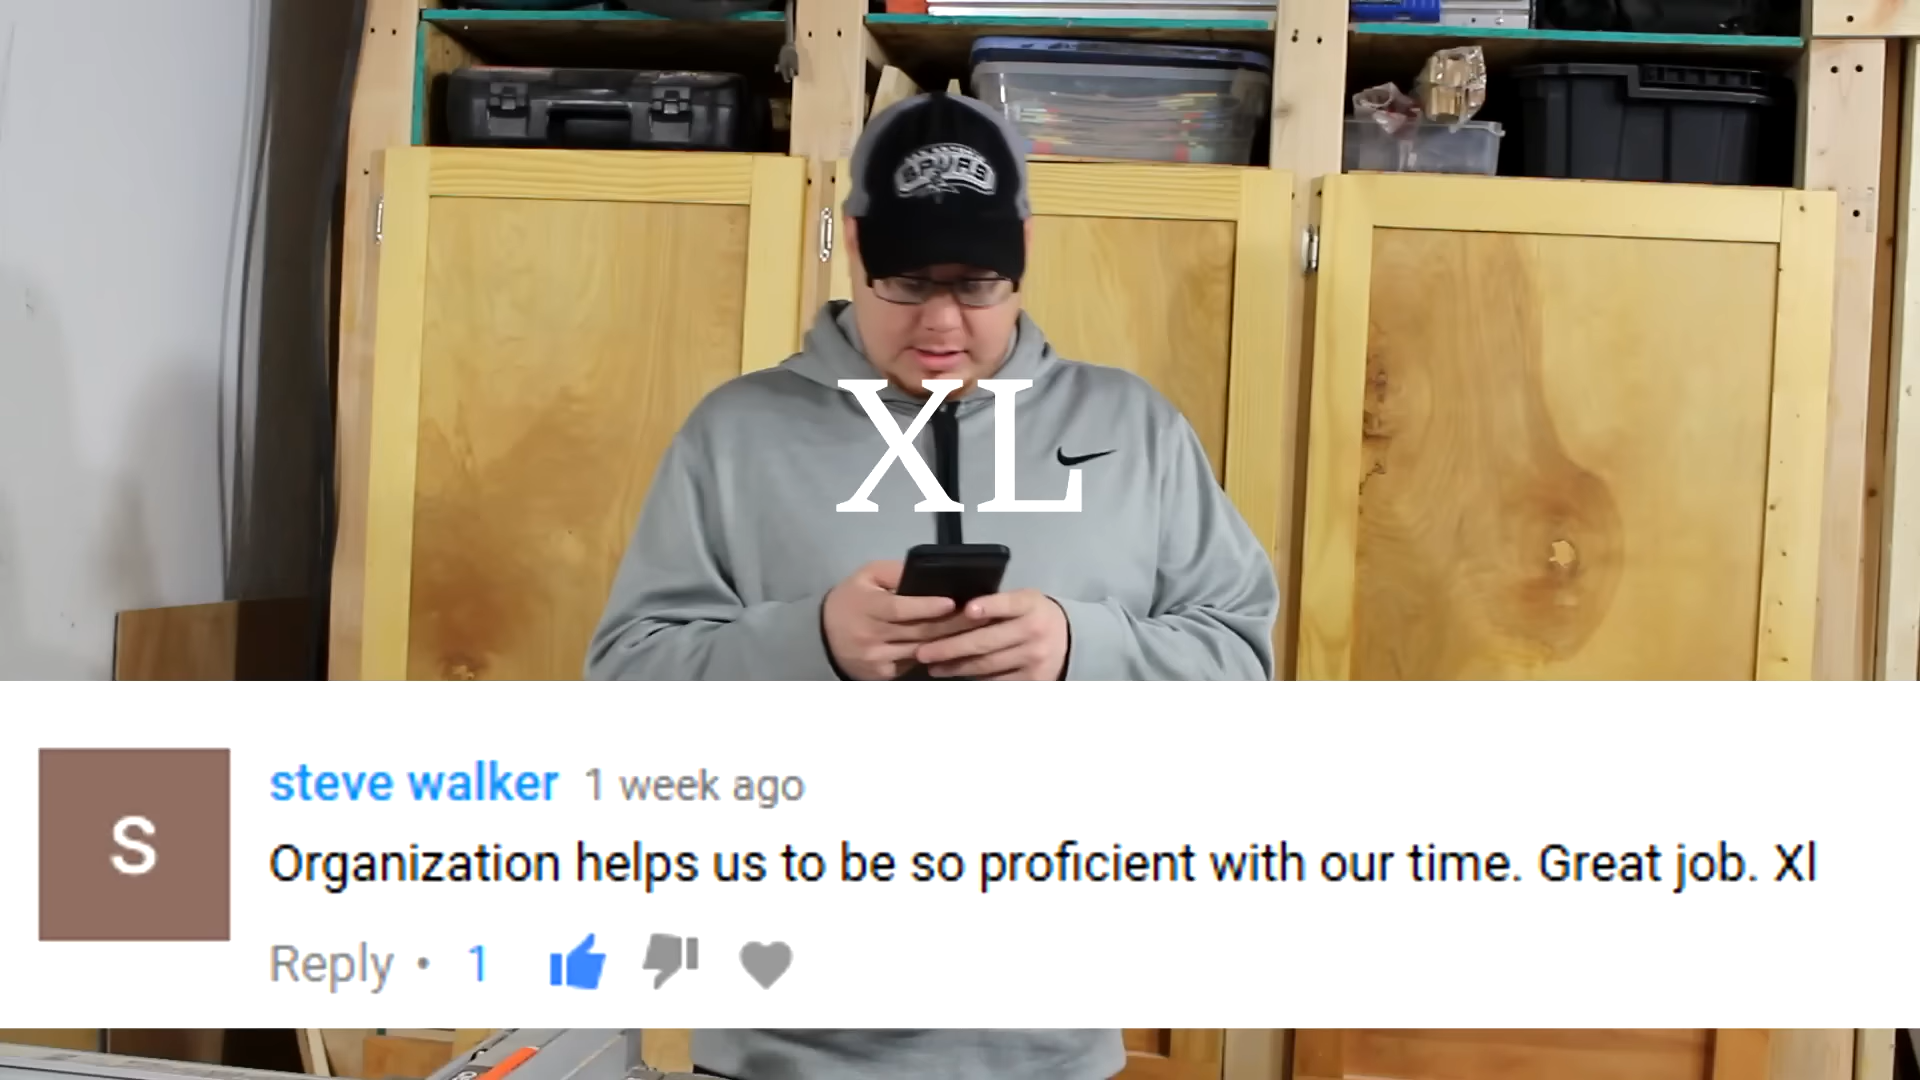 SPURS
XL
S
steve walker 1 week ago
Organization helps us to be so proficient with our time. Great job. Xl
Reply • 1